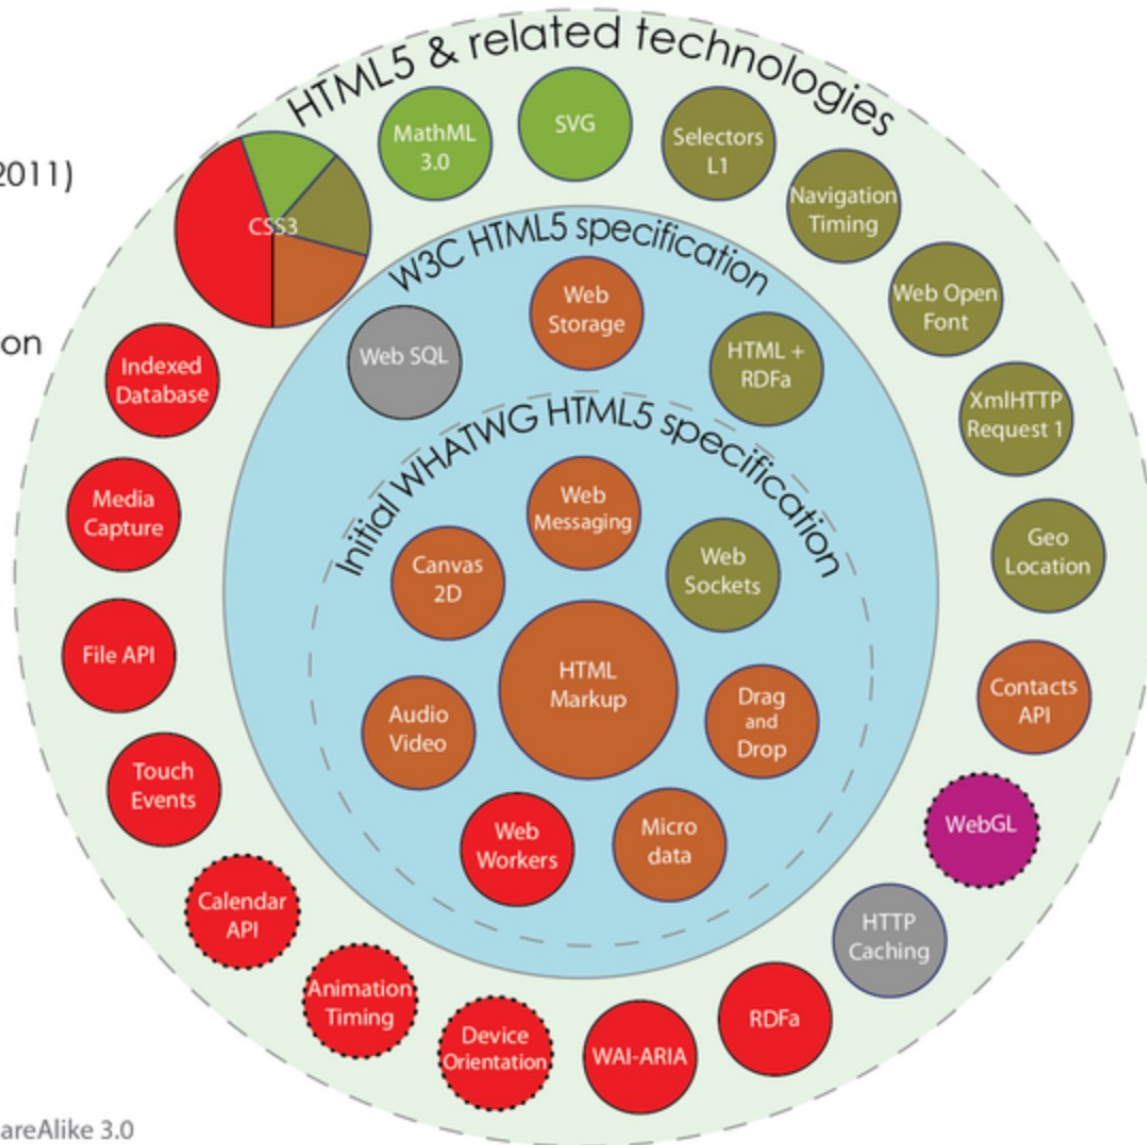 HTML5 & related technologies
2011)
on
MathML
3.0
SVG
Selectors
L1
Navigation
Timing
CSS3
W3C HTML5 specification
Web Open
Font
Web
Storage
Web SQL
HTML +
RDFa
Indexed
Database
XmlHTTP
Request 1
Initial WHATWG HTML5 specification
Media
Capture
Web
Messaging
Canvas
2D
Web
Sockets
Geo
Location
File API
HTML
Markup
Contacts
API
Audio
Video
Drag
and
Drop
Touch
Events
Web
Workers
Micro
data
WebGL
Calendar
API
HTTP
Caching
Animation
Timing
Device
Orientation
WAI-ARIA
RDFa
areAlike 3.0